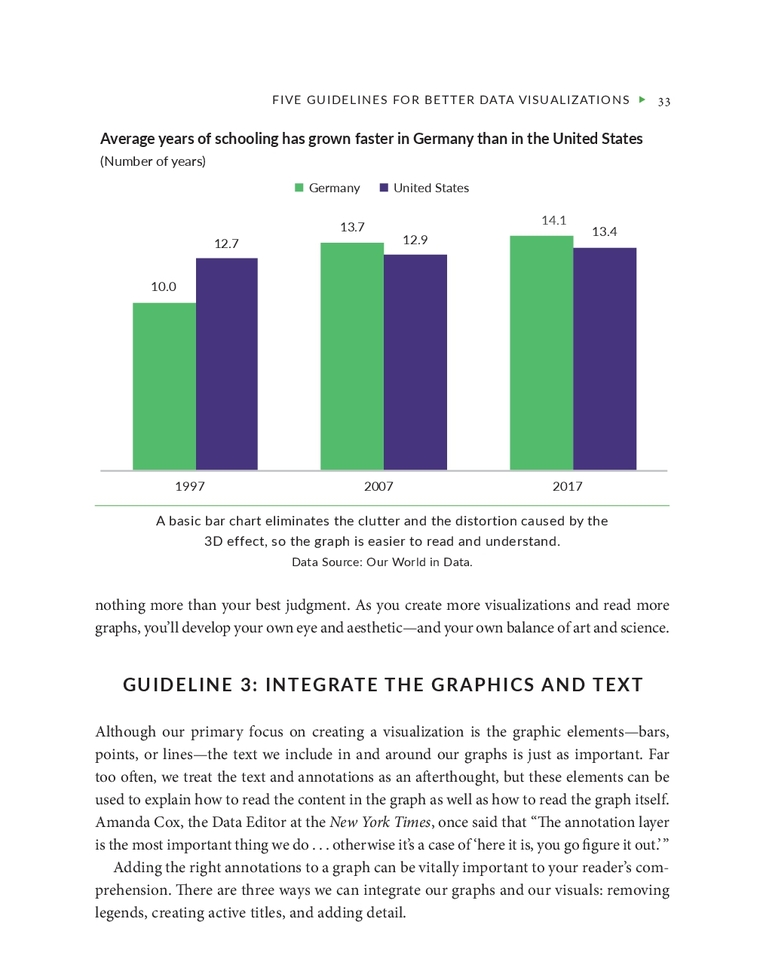 FIVE GUIDELINES FOR BETTER DATA VISUALIZATIONS ▶ 33
Average years of schooling has grown faster in Germany than in the United States
(Number of years)
Germany United States
10.0 12.7 13.7 12.9 14.1 13.4
1997 2007 2017
A basic bar chart eliminates the clutter and the distortion caused by the
3D effect, so the graph is easier to read and understand.
Data Source: Our World in Data.
nothing more than your best judgment. As you create more visualizations and read more
graphs, you’ll develop your own eye and aesthetic—and your own balance of art and science.
GUIDELINE 3: INTEGRATE THE GRAPHICS AND TEXT
Although our primary focus on creating a visualization is the graphic elements—bars,
points, or lines—the text we include in and around our graphs is just as important. Far
too often, we treat the text and annotations as an afterthought, but these elements can be
used to explain how to read the content in the graph as well as how to read the graph itself.
Amanda Cox, the Data Editor at the New York Times, once said that “The annotation layer
is the most important thing we do . . . otherwise it’s a case of ‘here it is, you go figure it out.’”
Adding the right annotations to a graph can be vitally important to your reader’s com-
prehension. There are three ways we can integrate our graphs and our visuals: removing
legends, creating active titles, and adding detail.